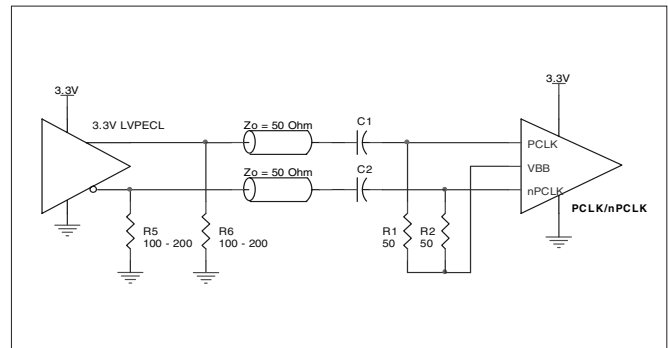 3.3V
3.3V LVPECL
Zo = 50 Ohm
C1
3.3V
PCLK
Zo = 50 Ohm
C2
VBB
nPCLK
PCLK/nPCLK
R5
100 - 200
R6
100 - 200
R1
50
R2
50